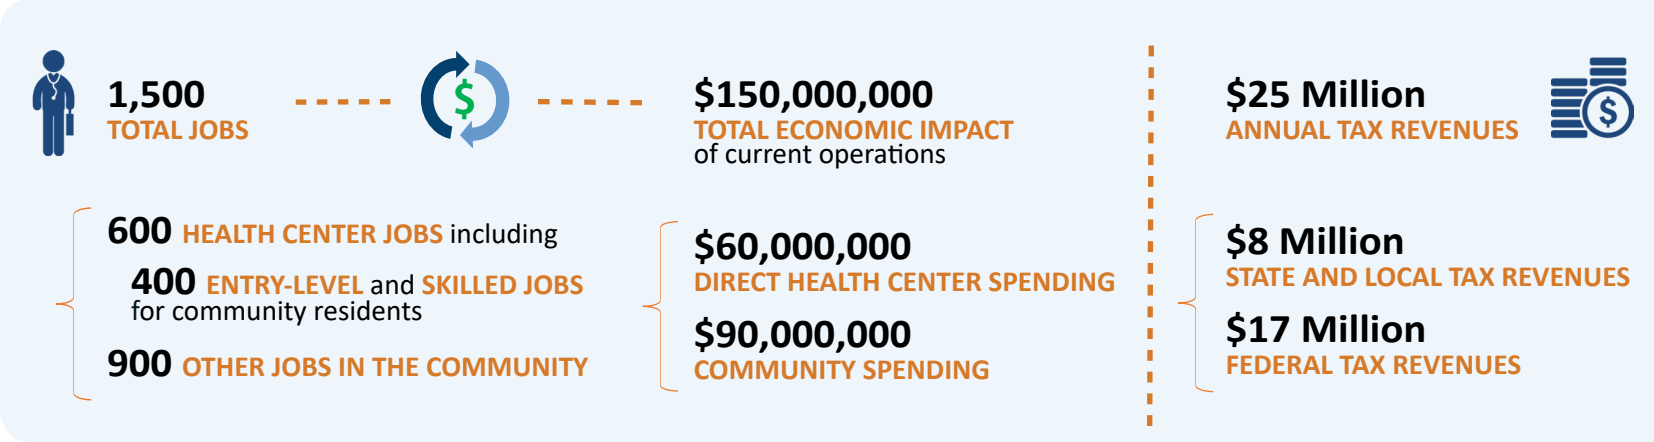 1,500
TOTAL JOBS
$
$150,000,000
TOTAL ECONOMIC IMPACT
of current operations
$25 Million
ANNUAL TAX REVENUES
$
600 HEALTH CENTER JOBS including
400 ENTRY-LEVEL and SKILLED JOBS
for community residents
900 OTHER JOBS IN THE COMMUNITY
$60,000,000
DIRECT HEALTH CENTER SPENDING
$90,000,000
COMMUNITY SPENDING
$8 Million
STATE AND LOCAL TAX REVENUES
$17 Million
FEDERAL TAX REVENUES